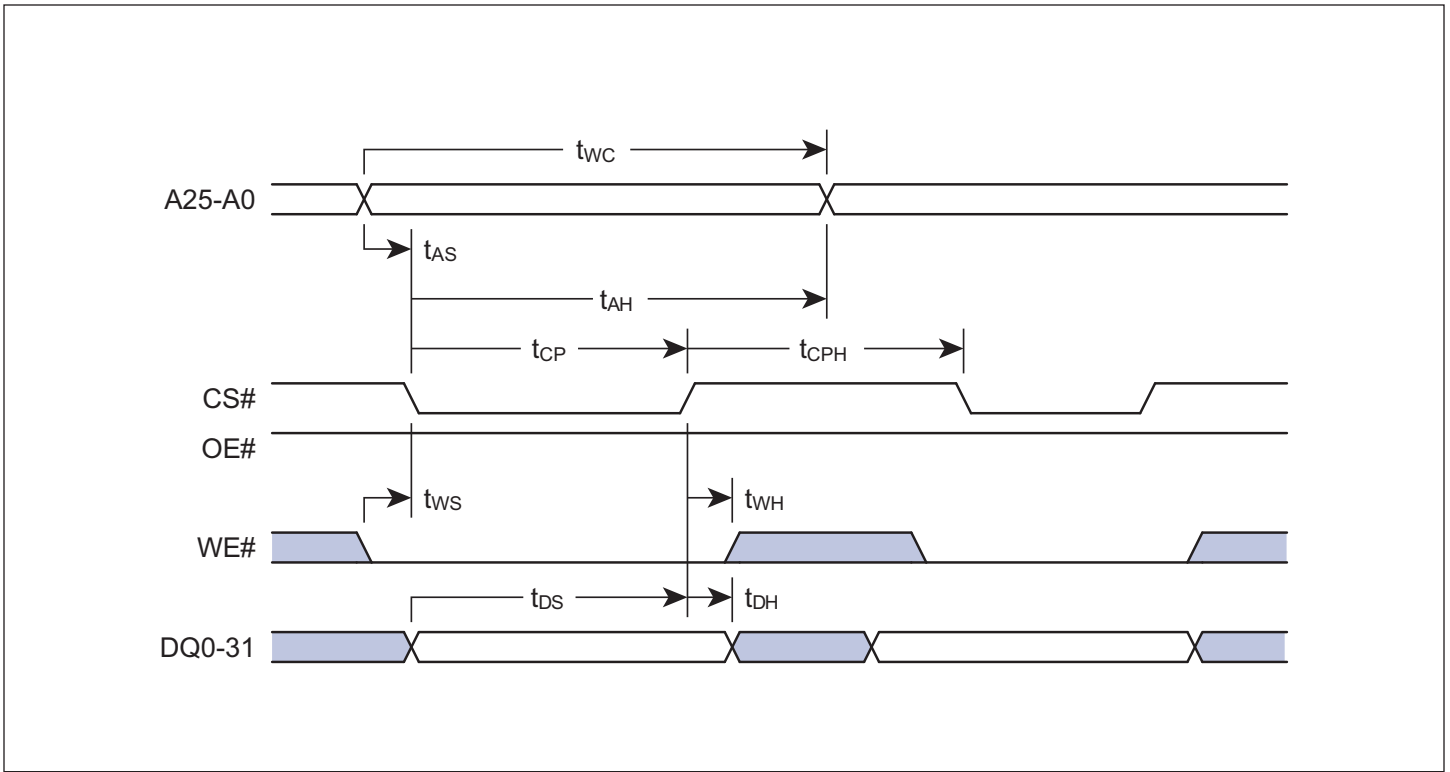 tWC
A25-A0
tAS
tAH
tCP
tCPH
CS#
OE#
tWS
tWH
WE#
tDS
tDH
DQ0-31